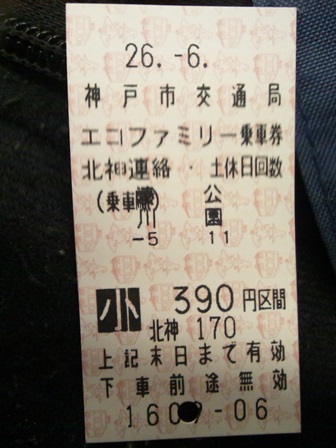 26.-6.
神戸市交通局
エコファミリー乗車券
北神連絡・土休日回数
(乗車
川 公園
-5 11
小 390円区間
北神 170
上記末日まで有効
下車前途無効
-06